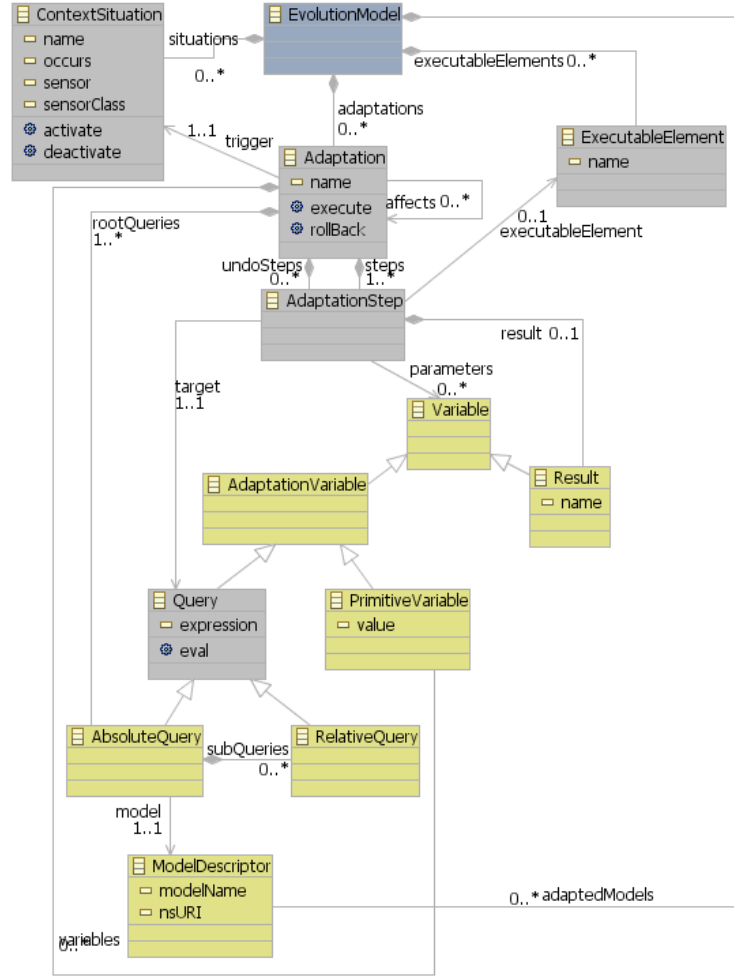 ContextSituation
name
occurs
sensor
sensorClass
activate
deactivate
situations
0..*
EvolutionModel
executableElements 0..*
adaptations
0..*
1..1
trigger
ExecutableElement
name
Adaptation
name
execute
rollBack
affects 0..*
rootQueries
1..*
0..1
executableElement
undoSteps
0..*
steps
1..*
AdaptationStep
result 0..1
target
1..1
parameters
0..*
Variable
AdaptationVariable
Result
name
Query
expression
eval
PrimitiveVariable
value
AbsoluteQuery
subQueries
0..*
RelativeQuery
model
1..1
ModelDescriptor
modelName
nsURI
0..* adaptedModels
variables
0..*